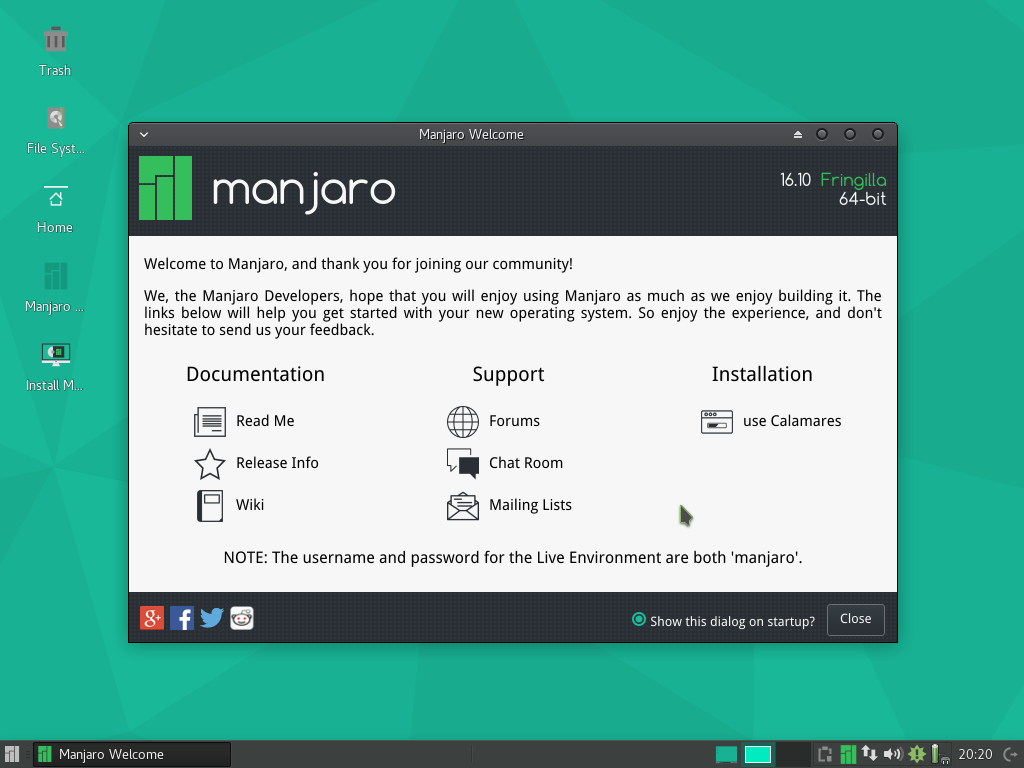 Trash
File Syst...
Home
Manjaro ...
Install M...
Manjaro Welcome
manjaro
16.10 Fringilla
64-bit
Welcome to Manjaro, and thank you for joining our community!
We, the Manjaro Developers, hope that you will enjoy using Manjaro as much as we enjoy building it. The
links below will help you get started with your new operating system. So enjoy the experience, and don't
hesitate to send us your feedback.
Documentation
Read Me
Release Info
Wiki
Support
Forums
Chat Room
Mailing Lists
Installation
use Calamares
NOTE: The username and password for the Live Environment are both 'manjaro'.
g+
f
Show this dialog on startup?
Close
Manjaro Welcome
20:20